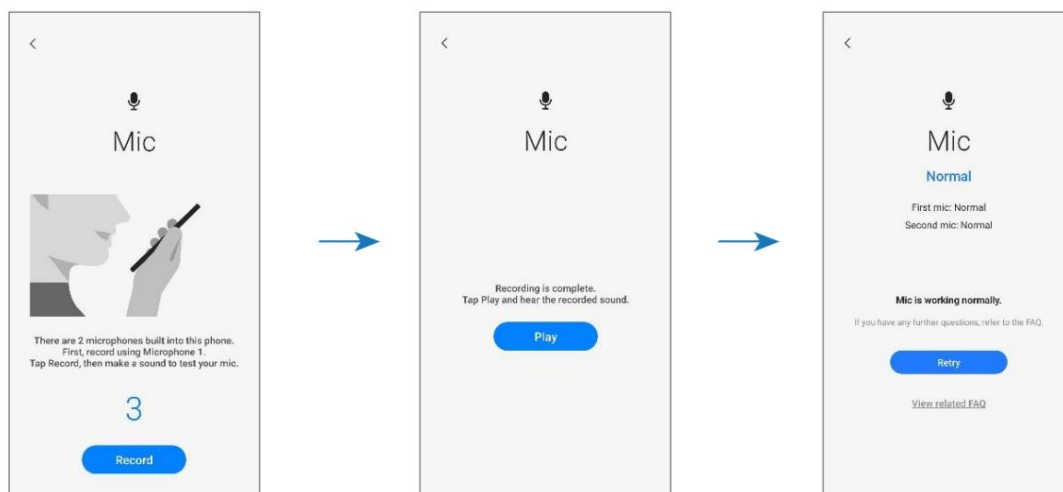 Mic
There are 2 microphones built into this phone.
First, record using Microphone 1.
Tap Record, then make a sound to test your mic.
3
Record
Mic
Recording is complete.
Tap Play and hear the recorded sound.
Play
Mic
Normal
First mic: Normal
Second mic: Normal
Mic is working normally.
If you have any further questions, refer to the FAQ.
Retry
View related FAQ